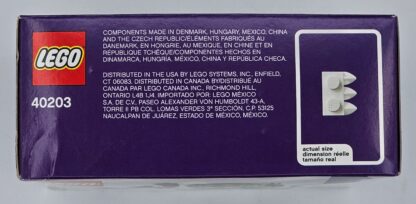 LEGO
40203
COMPONENTS MADE IN DENMARK, HUNGARY, MEXICO, CHINA
AND THE CZECH REPUBLIC/ELEMENTS FABRIQUÉS AU
DANEMARK, EN HONGRIE, AU MEXIQUE, EN CHINE ET EN
REPUBLIQUE TCHÈQUE/COMPONENTES HECHOS EN
DINAMARCA, HUNGRÍA, MÉXICO, CHINA Y REPÚBLICA CHECA.
DISTRIBUTED IN THE USA BY LEGO SYSTEMS, INC., ENFIELD,
CT 06083. DISTRIBUTED IN CANADA BY/DISTRIBUÉ AU
CANADA PAR LEGO CANADA INC., RICHMOND HILL,
ONTARIO L4B 1J4. IMPORTADO POR: LEGO MÉXICO
S.A. DE C.V. PASEO ALEXANDER VON HUMBOLDT 43-A,
TORRE II PB COL. LOMAS VERDES 3ª SECCIÓN, C.P. 53125
NAUCALPAN DE JUÁREZ, ESTADO DE MÉXICO, MÉXICO.
actual size
dimension réelle
tamaño real